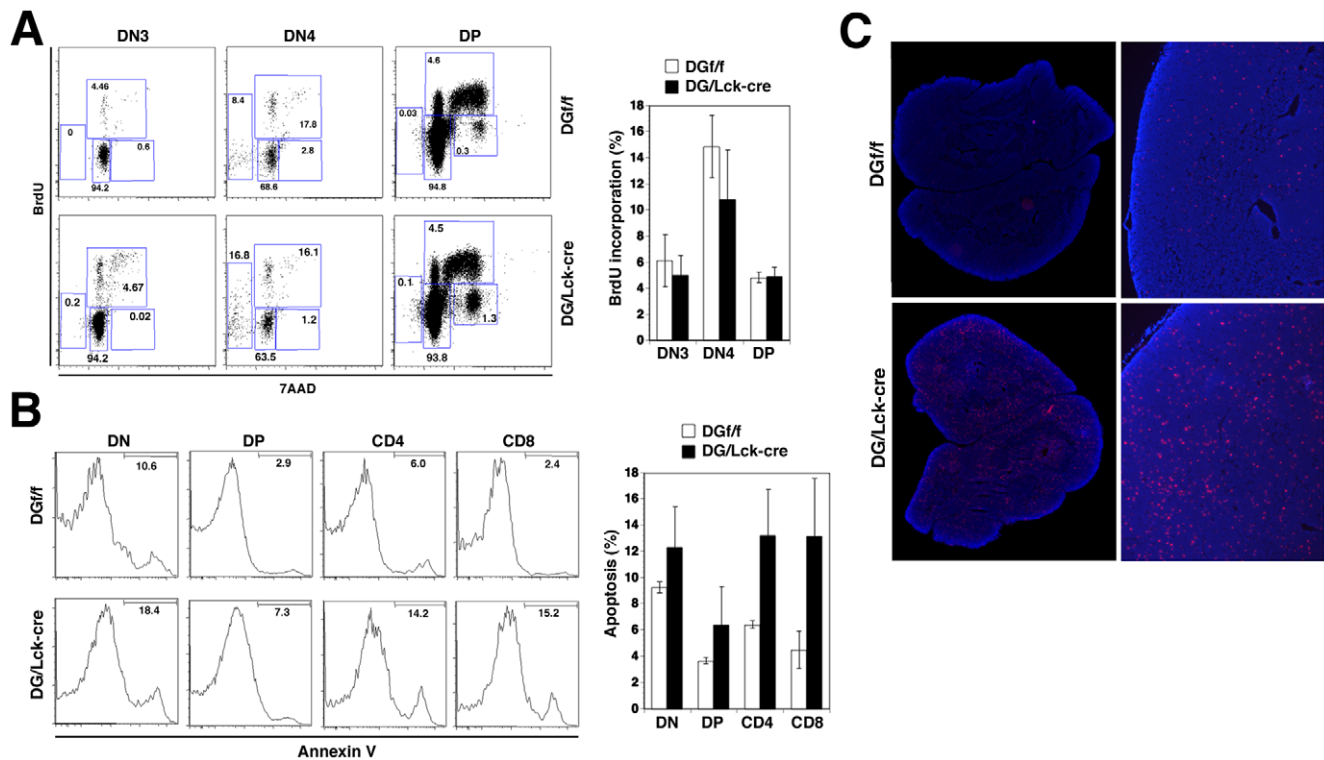 A
DN3
DN4
DP
4.46
0
0.6
94.2
8.4
17.8
2.8
68.6
4.6
0.03
0.3
94.8
DGf/f
0.2
4.67
0.02
94.2
16.8
16.1
1.2
63.5
4.5
0.1
1.3
93.8
DG/Lck-cre
BrdU
7AAD
DGf/f
DG/Lck-cre
BrdU incorporation (%)
18
16
14
12
10
8
6
4
2
0
DN3 DN4 DP
B
DN
DP
CD4
CD8
DGf/f
10.6
2.9
6.0
2.4
DG/Lck-cre
18.4
7.3
14.2
15.2
Annexin V
DGf/f
DG/Lck-cre
Apoptosis (%)
18
16
14
12
10
8
6
4
2
0
DN DP CD4 CD8
C
DGf/f
DG/Lck-cre